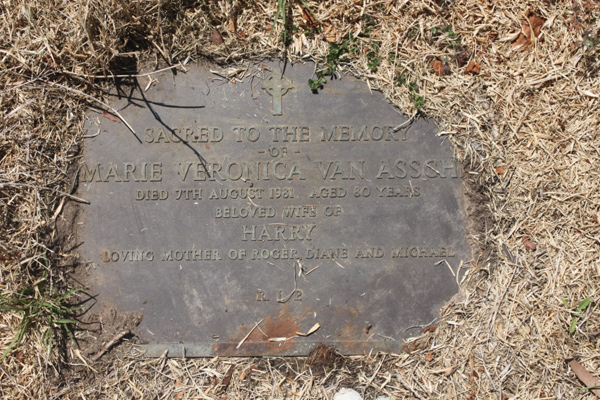 SACRED TO THE MEMORY
- OF -
MARIE VERONICA VAN ASSSH
DIED 7TH AUGUST 1981 AGED 80 YEARS
BELOVED WIFE OF
HARRY
LOVING MOTHER OF ROGER, DIANE AND MICHAEL
R.I.P.